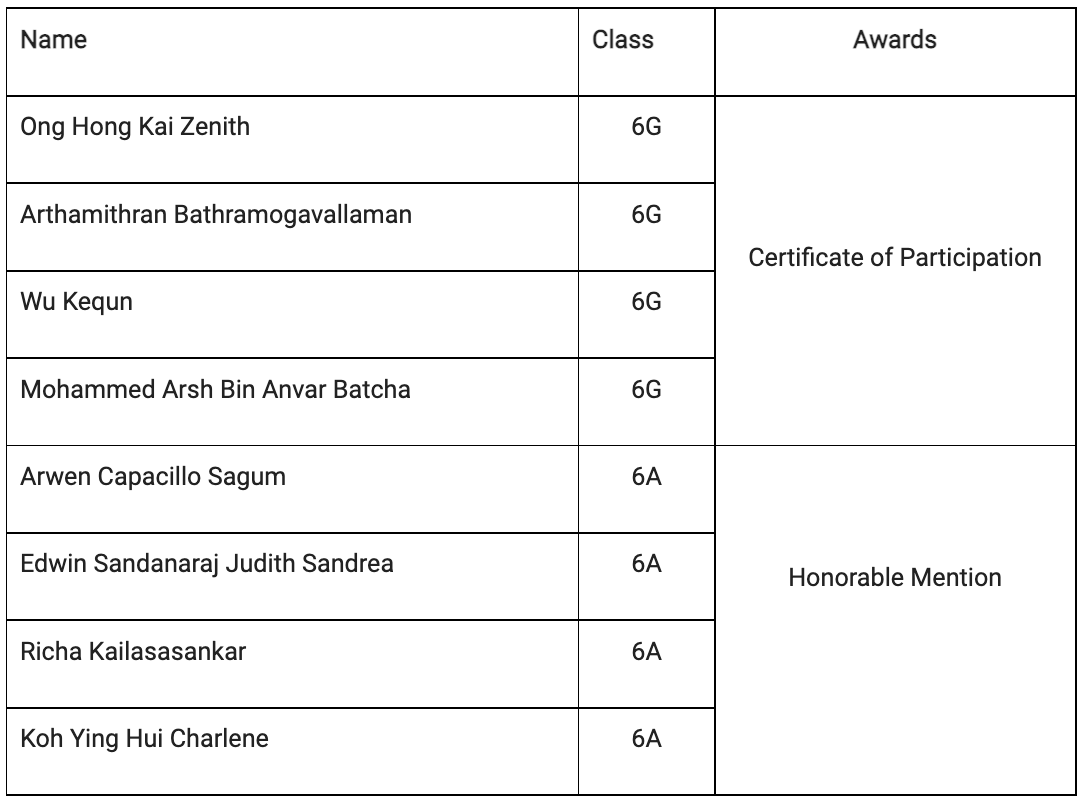 Name Class Awards
Ong Hong Kai Zenith 6G
Arthamithran Bathramogavallaman 6G
Certificate of Participation
Wu Kequn 6G
Mohammed Arsh Bin Anvar Batcha 6G
Arwen Capacillo Sagum 6A
Edwin Sandanaraj Judith Sandrea 6A
Honorable Mention
Richa Kailasasankar 6A
Koh Ying Hui Charlene 6A